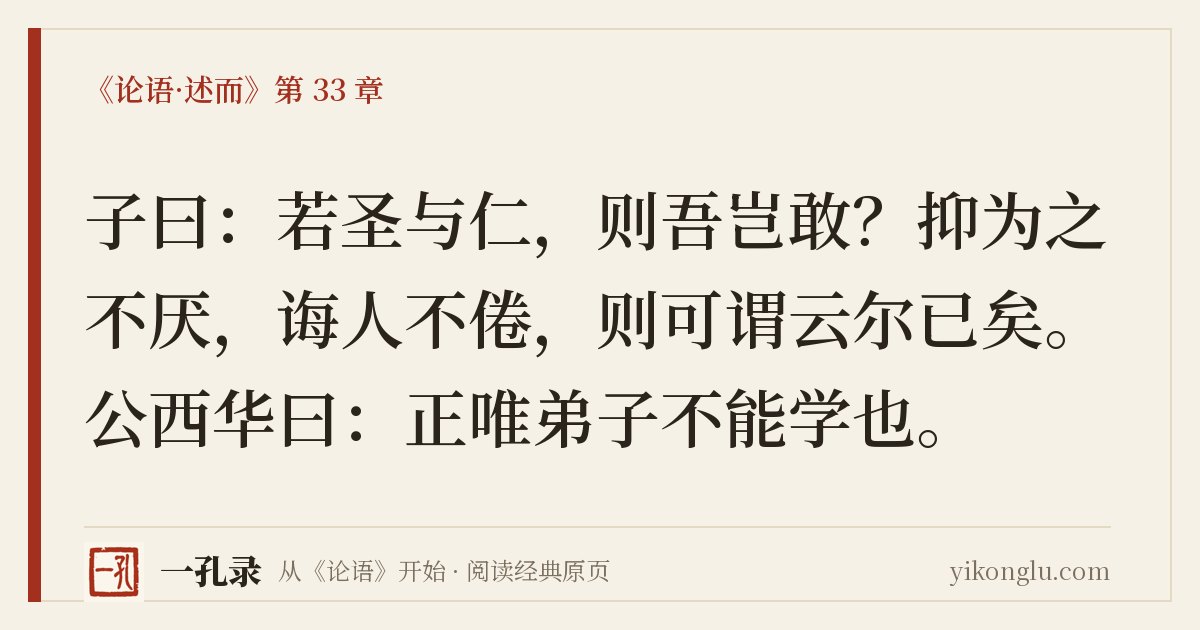 《论语·述而》第 33 章
子曰：若圣与仁，则吾岂敢？抑为之
不厌，诲人不倦，则可谓云尔已矣。
公西华曰：正唯弟子不能学也。
一孔
一孔录 从《论语》开始 · 阅读经典原页 yikonglu.com